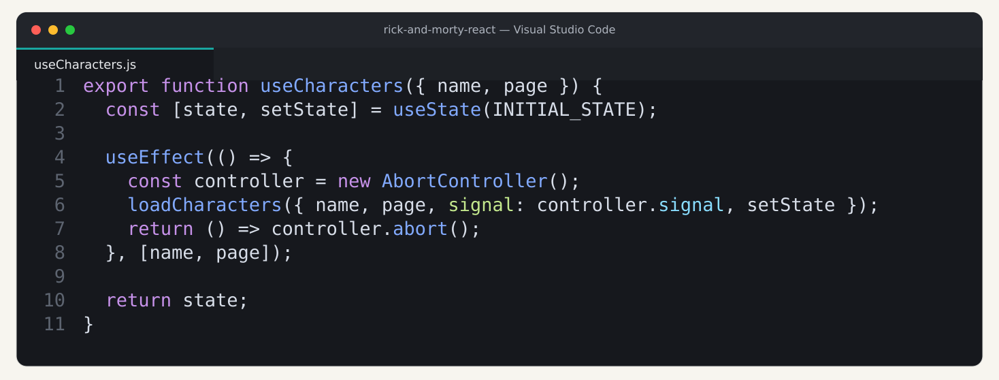 rick-and-morty-react — Visual Studio Code
useCharacters.js
1 export function useCharacters({ name, page }) {
2   const [state, setState] = useState(INITIAL_STATE);
3
4   useEffect(() => {
5     const controller = new AbortController();
6     loadCharacters({ name, page, signal: controller.signal, setState });
7     return () => controller.abort();
8   }, [name, page]);
9
10   return state;
11 }